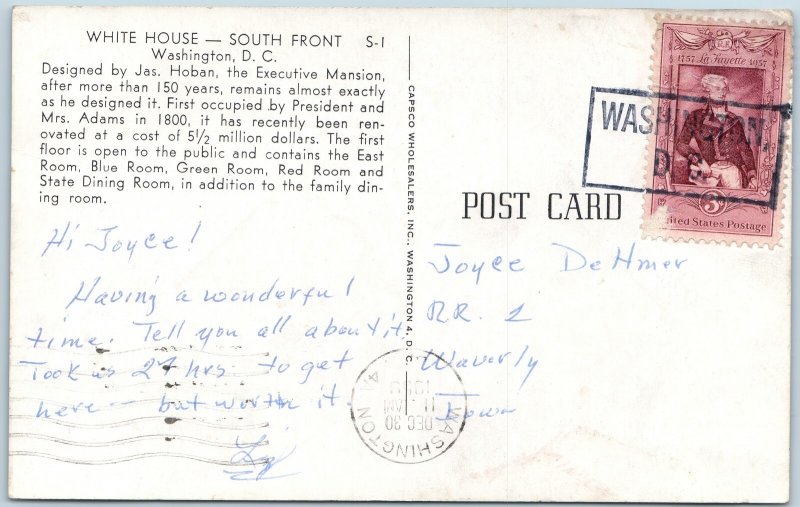 WHITE HOUSE — SOUTH FRONT S-1
Washington, D. C.
Designed by Jas. Hoban, the Executive Mansion,
after more than 150 years, remains almost exactly
as he designed it. First occupied by President and
Mrs. Adams in 1800, it has recently been ren-
ovated at a cost of 5½ million dollars. The first
floor is open to the public and contains the East
Room, Blue Room, Green Room, Red Room and
State Dining Room, in addition to the family din-
ing room.
Hi Joyce!
Having a wonderful
time. Tell you all about it.
Took us 27 hrs. to get
here — but worth it.
CAPSCO WHOLESALERS, INC., WASHINGTON 4, D. C.
POST CARD
1757 La Fayette 1957
3
United States Postage
WASHINGTON,
D.C.
Joyce DeHmer
R.R. 1
Waverly
Iowa
WASHINGTON
DEC 30
11 AM